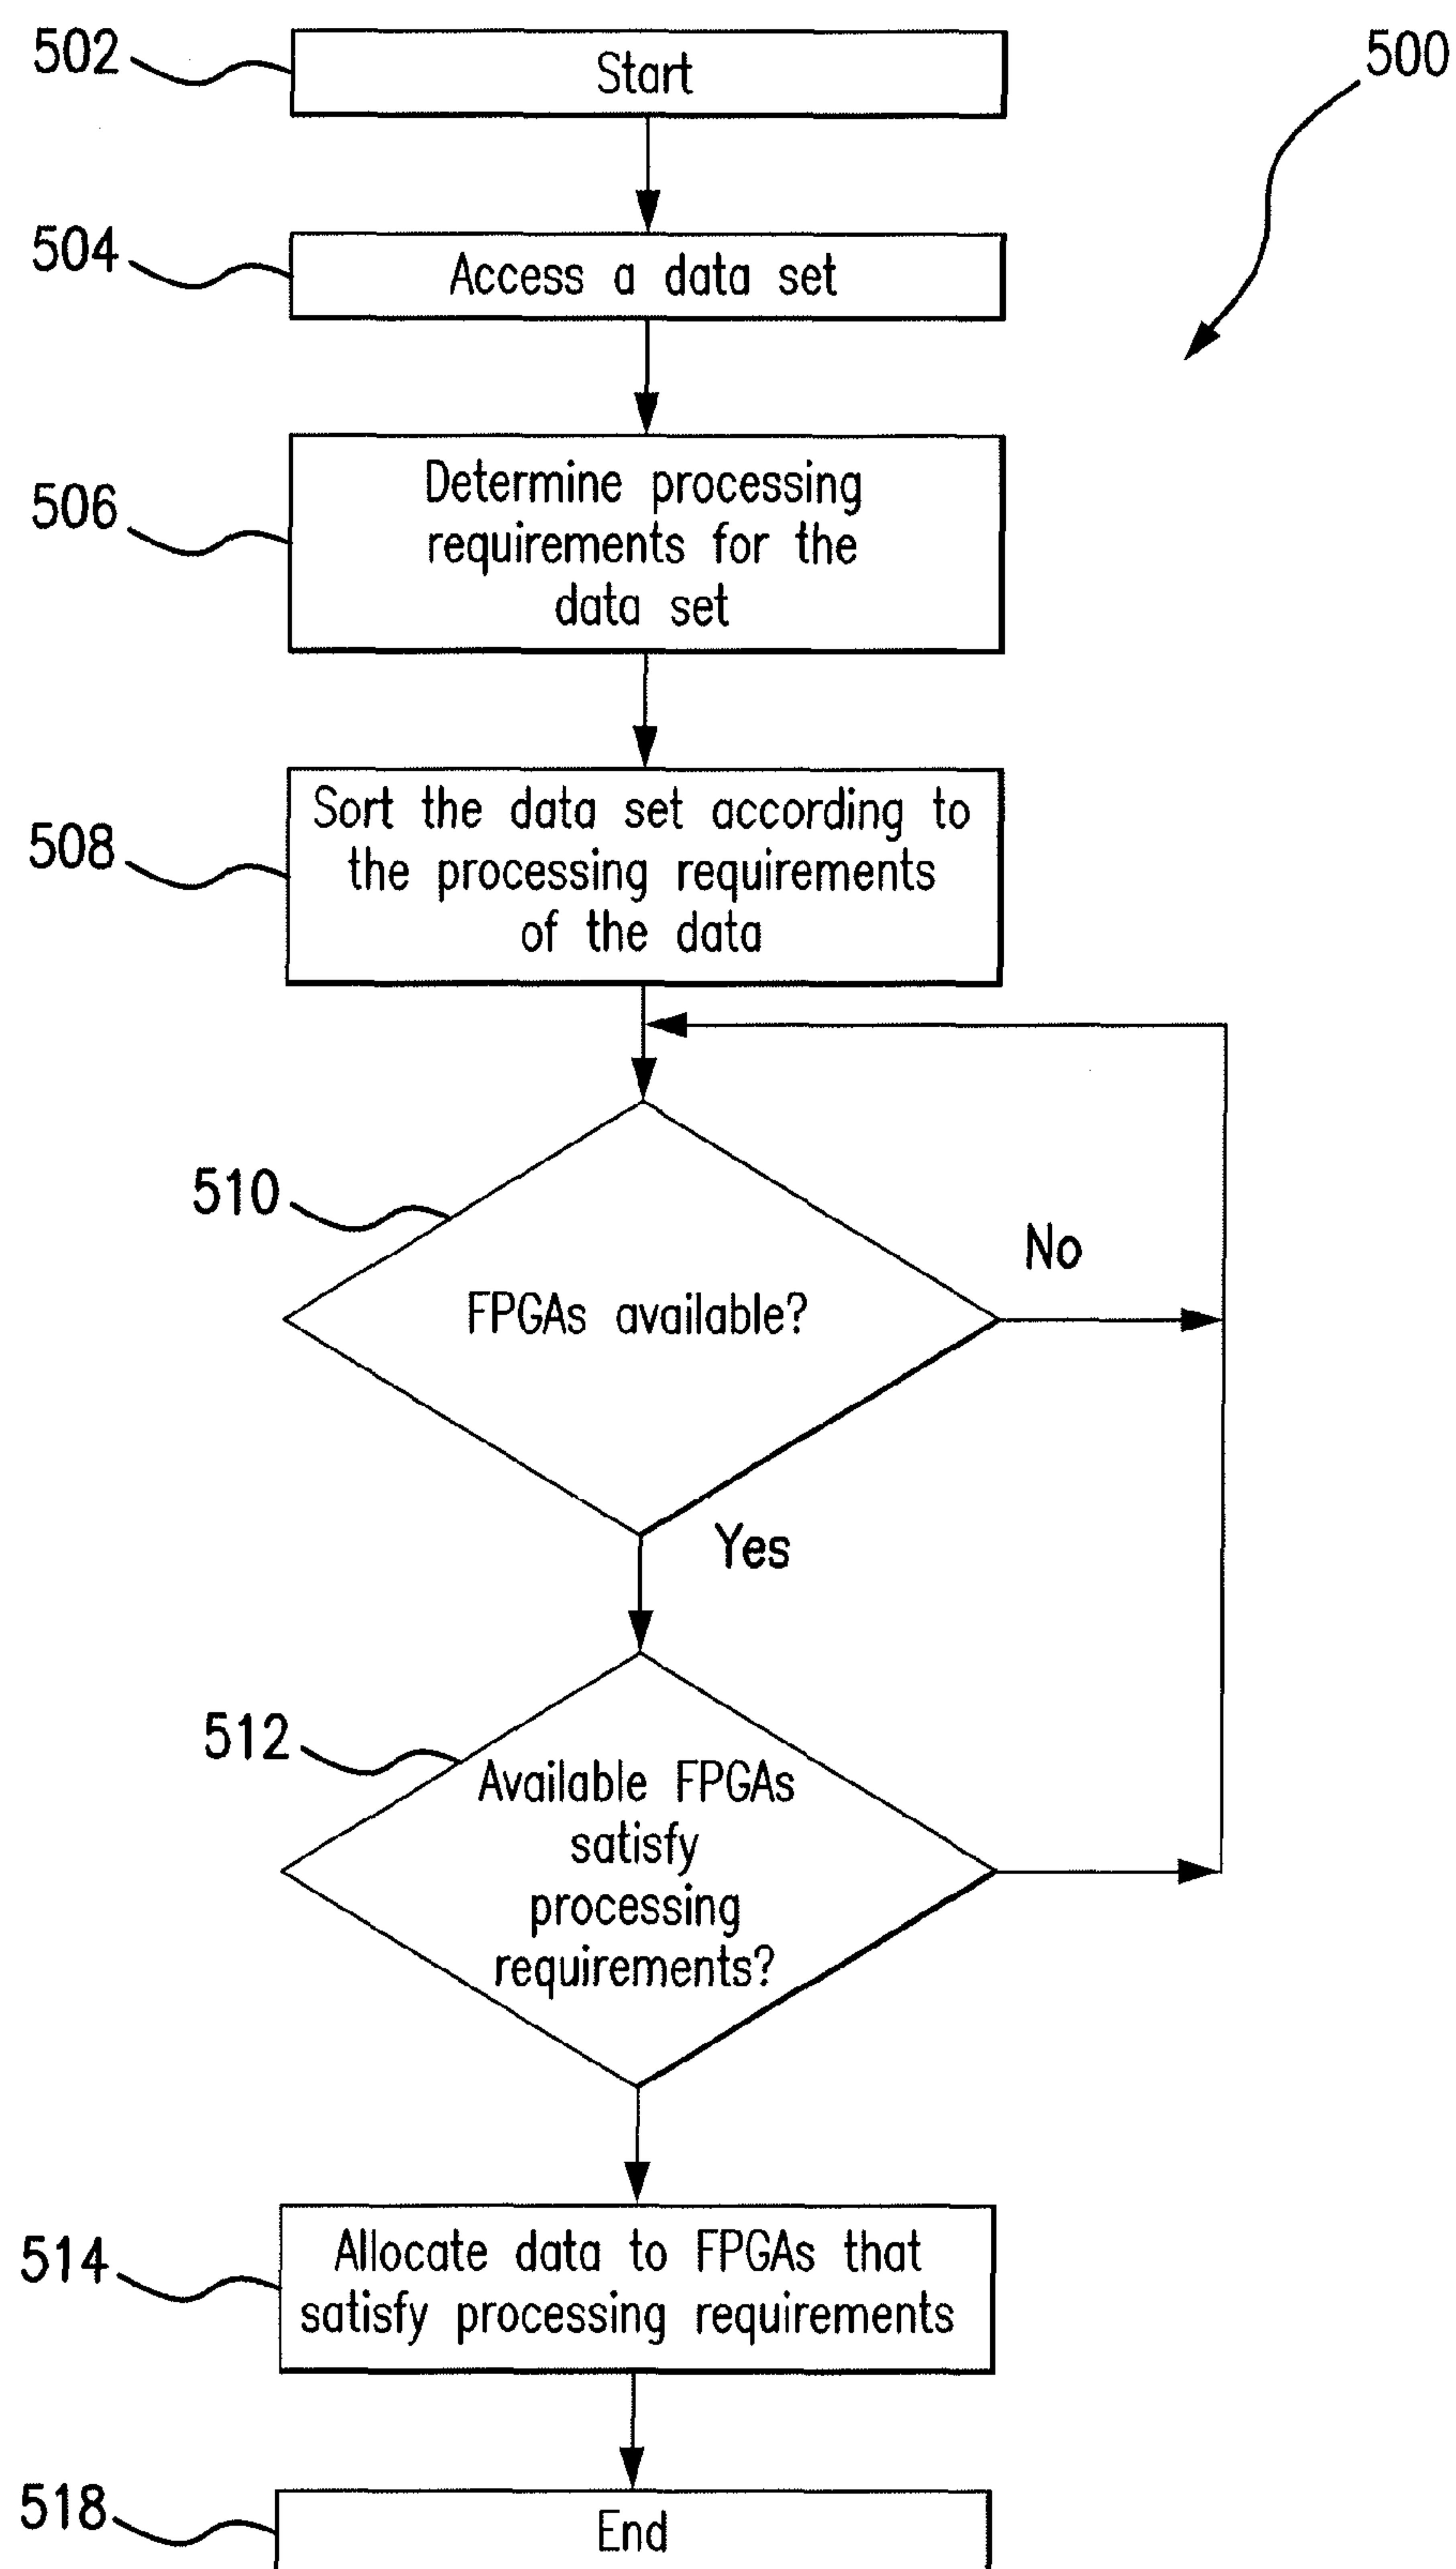 502
Start
500
504
Access a data set
506
Determine processing
requirements for the
data set
508
Sort the data set according to
the processing requirements
of the data
510
FPGAs available?
No
Yes
512
Available FPGAs
satisfy
processing
requirements?
514
Allocate data to FPGAs that
satisfy processing requirements
518
End